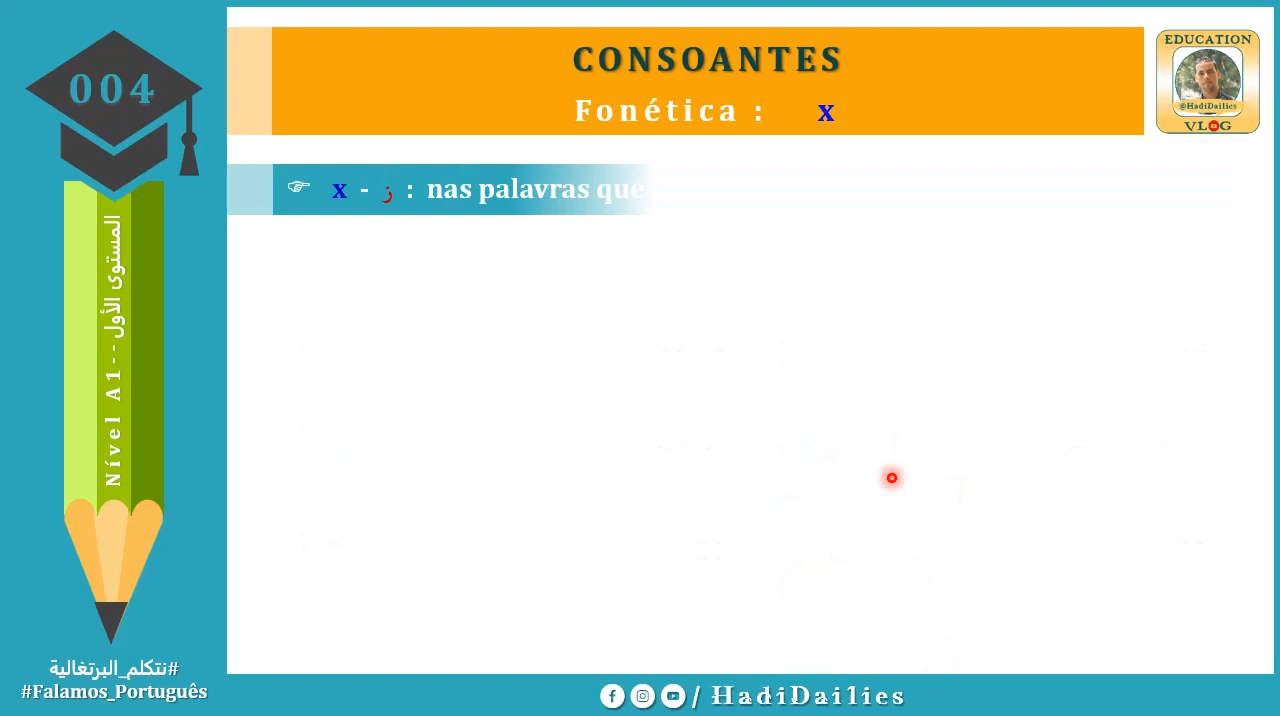 004
CONSOANTES
Fonética : x
EDUCATION
@HadiDailies
VLOG
☞ x - ز : nas palavras que
Nível A1 -- المستوى الأول
#نتكلم_البرتغالية
#Falamos_Português
/ HadiDailies